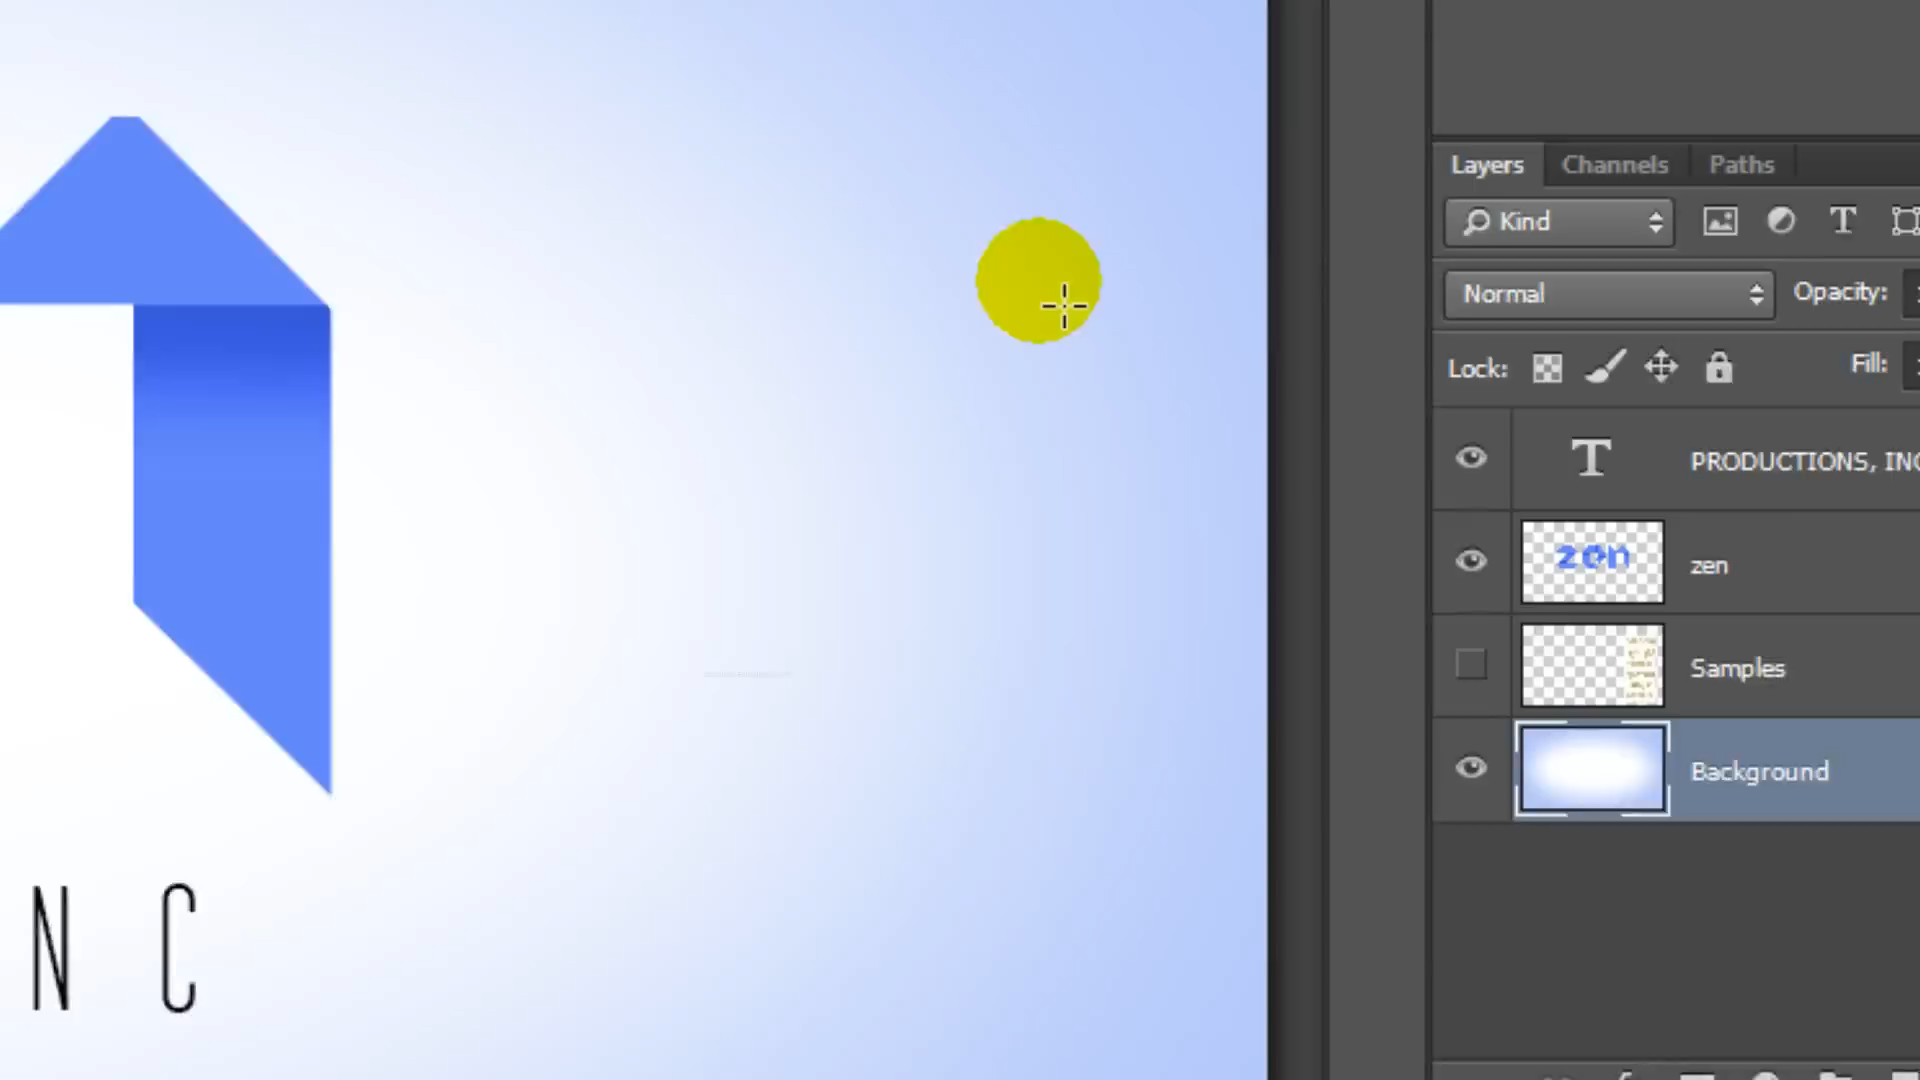 N C
Layers Channels Paths
Kind
Normal Opacity:
Lock: Fill:
PRODUCTIONS, INC
zen zen
Samples
Background